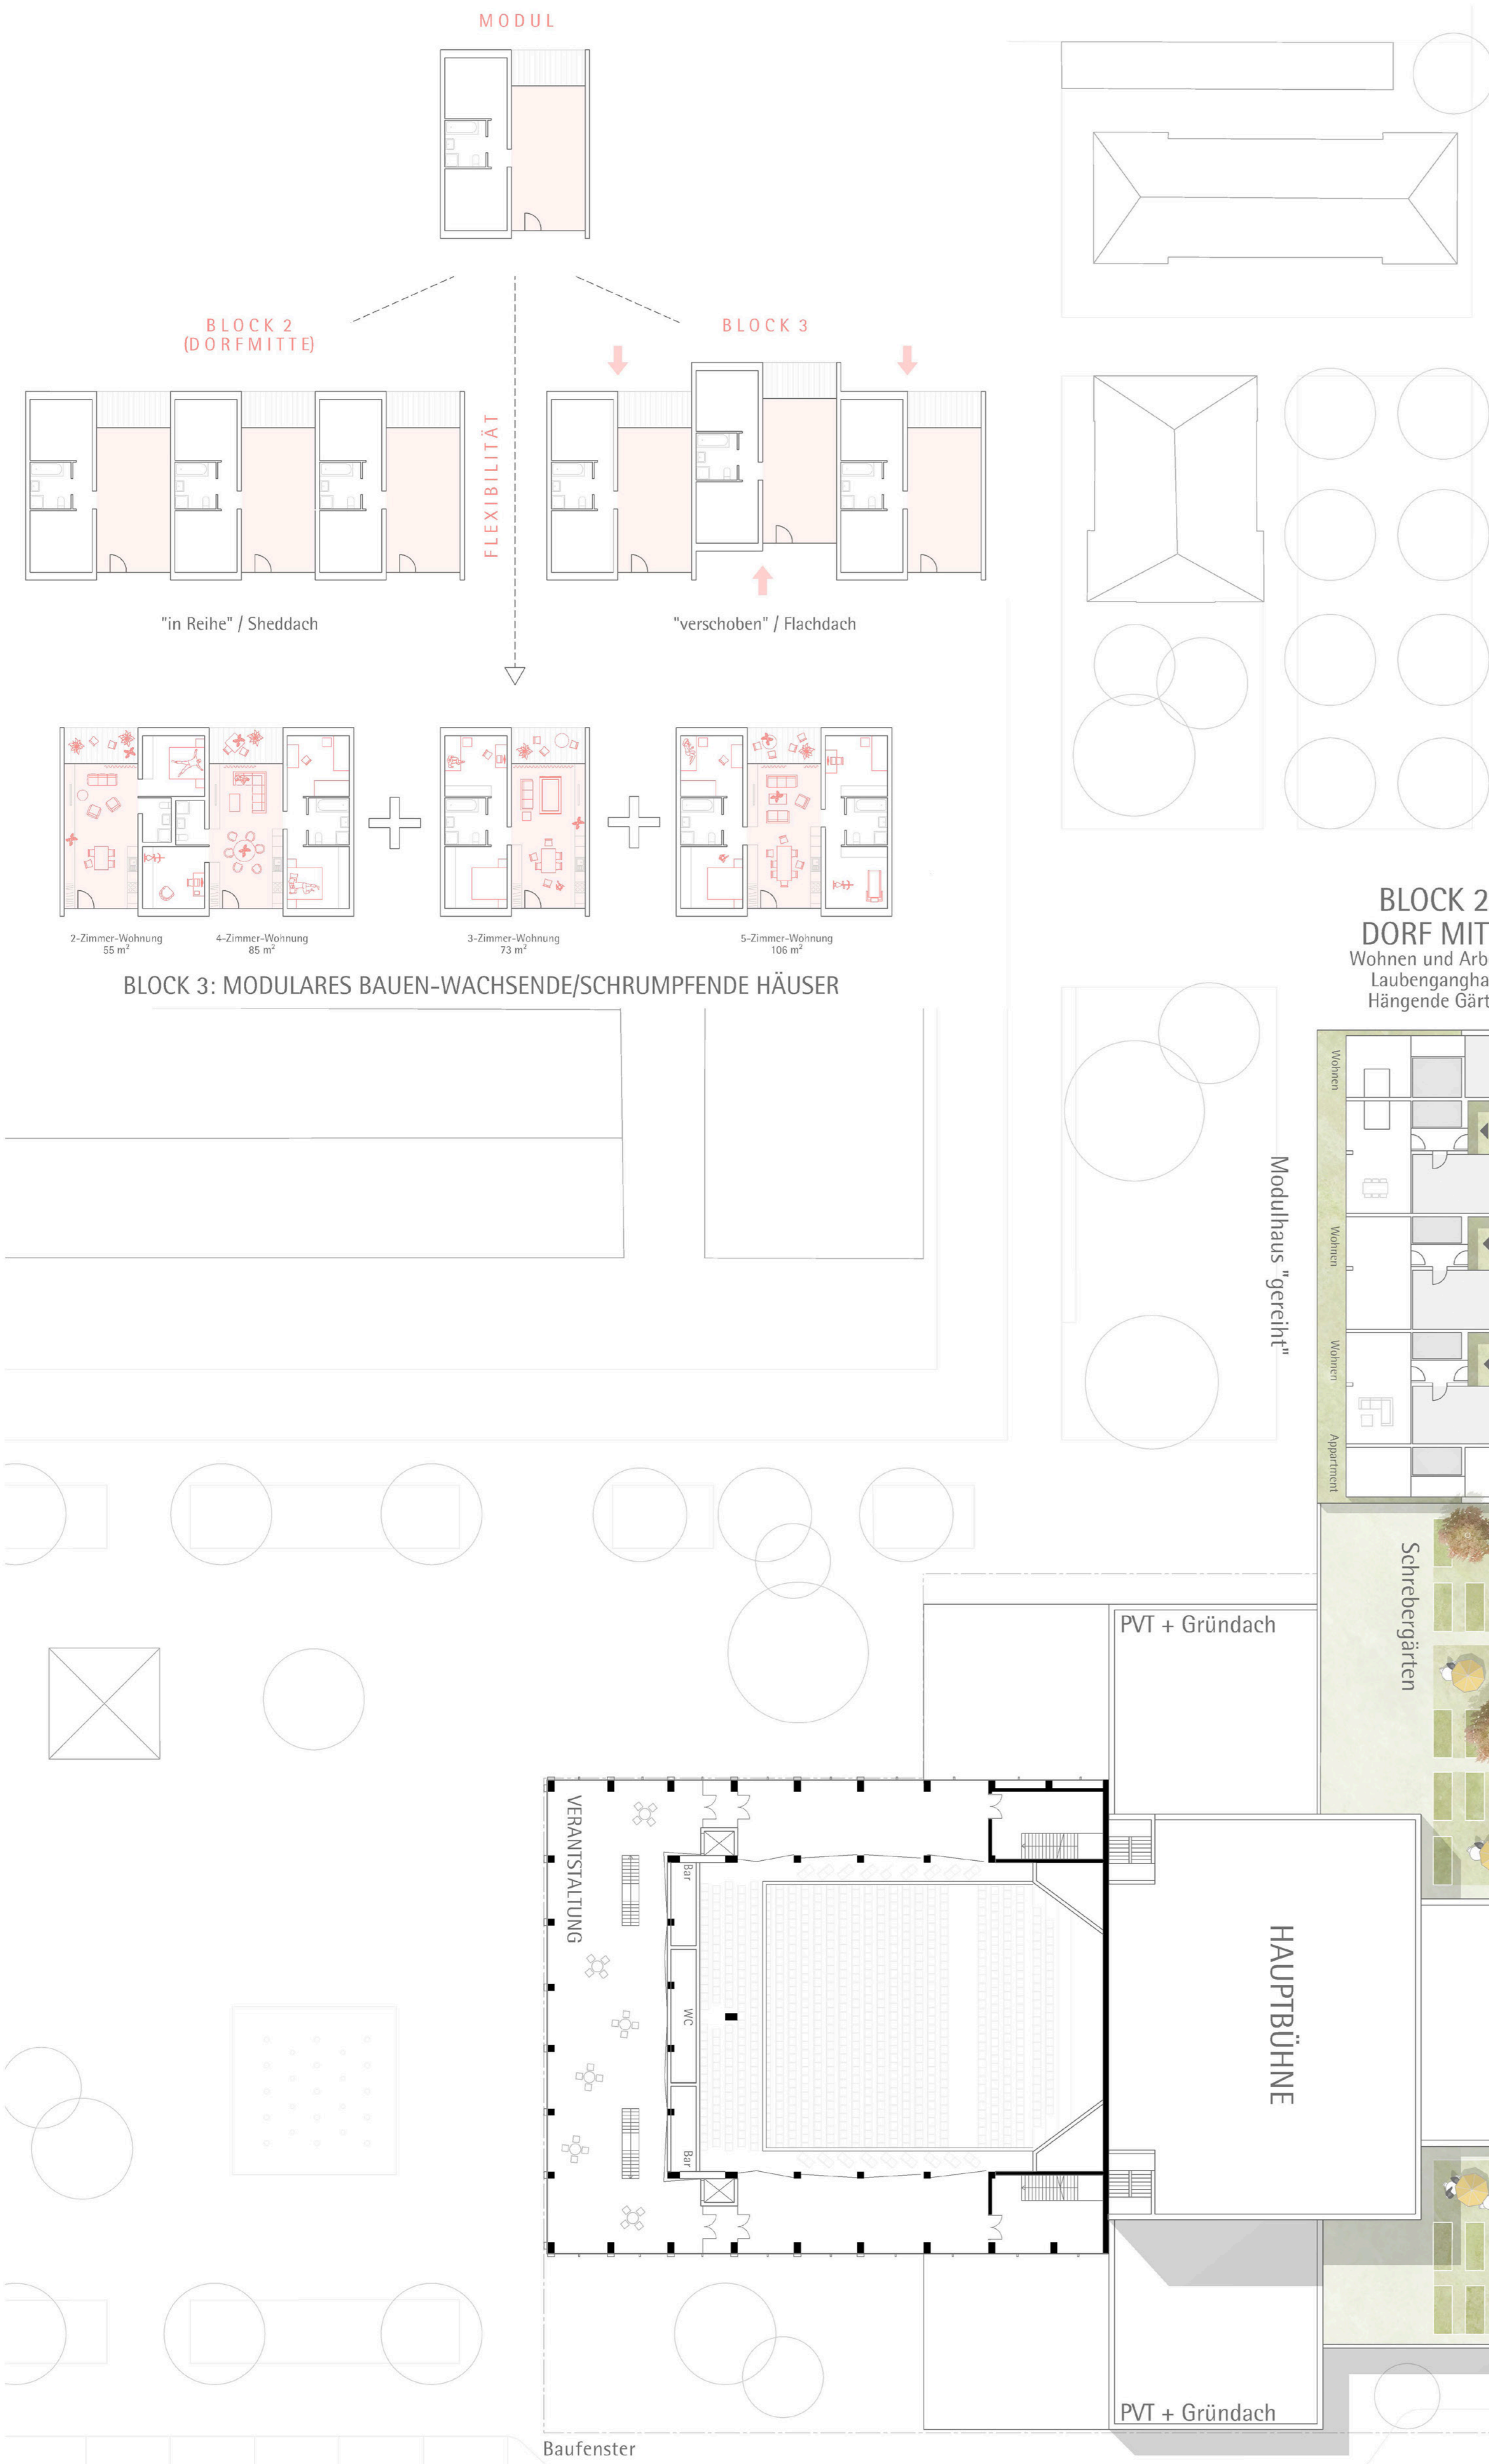 MODUL
BLOCK 2
(DORFMITTE)
BLOCK 3
FLEXIBILITÄT
"in Reihe" / Sheddach
"verschoben" / Flachdach
2-Zimmer-Wohnung
55 m²
4-Zimmer-Wohnung
85 m²
3-Zimmer-Wohnung
73 m²
5-Zimmer-Wohnung
106 m²
BLOCK 3: MODULARES BAUEN-WACHSENDE/SCHRUMPFENDE HÄUSER
BLOCK 2
DORF MIT
Wohnen und Arb
Laubengangha
Hängende Gärt
Wohnen
Modulhaus "gereiht"
Wohnen
Wohnen
Appartment
Schrebergärten
PVT + Gründach
VERANTSTALTUNG
Bar
WC
Bar
HAUPTBÜHNE
PVT + Gründach
Baufenster